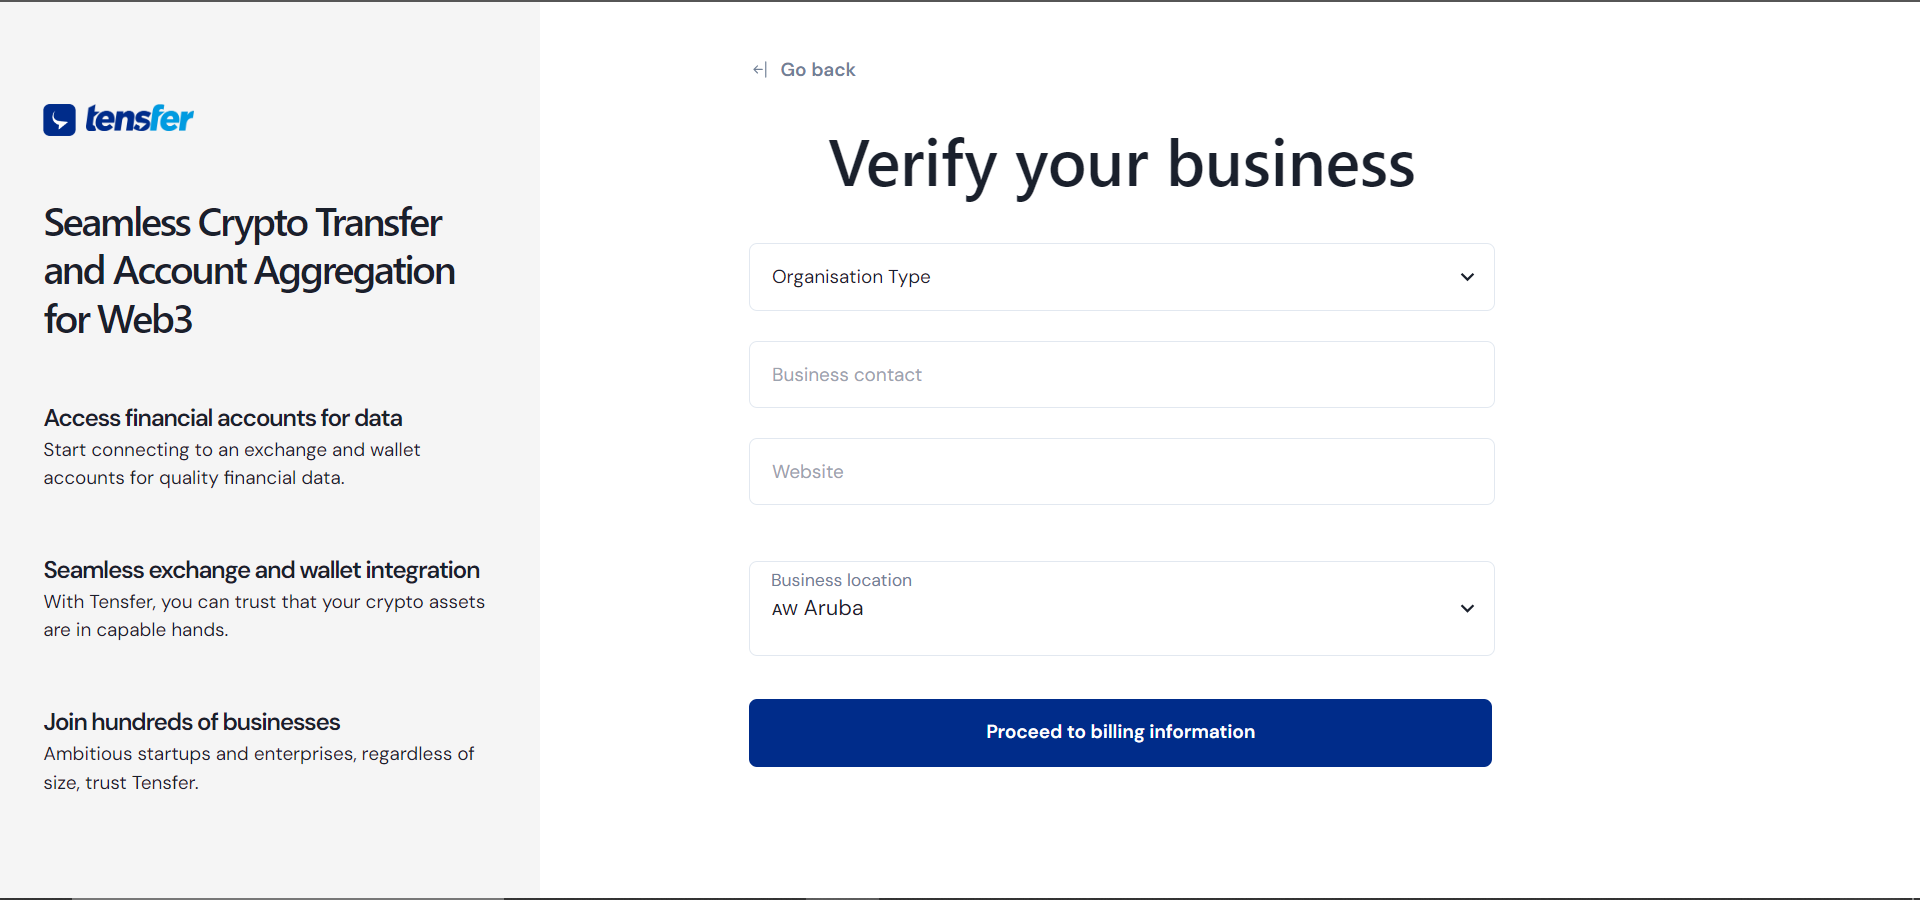 tensfer
Seamless Crypto Transfer
and Account Aggregation
for Web3
Access financial accounts for data
Start connecting to an exchange and wallet
accounts for quality financial data.
Seamless exchange and wallet integration
With Tensfer, you can trust that your crypto assets
are in capable hands.
Join hundreds of businesses
Ambitious startups and enterprises, regardless of
size, trust Tensfer.
Go back
Verify your business
Organisation Type
Business contact
Website
Business location
AW Aruba
Proceed to billing information